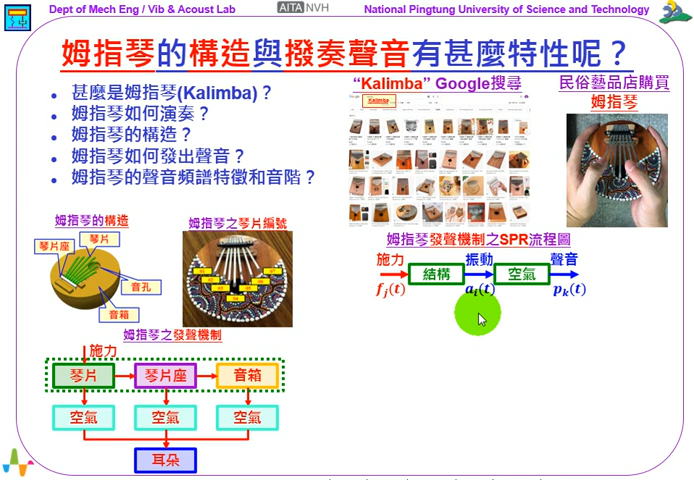 Dept of Mech Eng / Vib & Acoust Lab
AITA NVH
National Pingtung University of Science and Technology
姆指琴的構造與撥奏聲音有甚麼特性呢？
• 甚麼是姆指琴(Kalimba)？
• 姆指琴如何演奏？
• 姆指琴的構造？
• 姆指琴如何發出聲音？
• 姆指琴的聲音頻譜特徵和音階？
“Kalimba” Google搜尋
Kalimba
民俗藝品店購買
姆指琴
姆指琴的構造
琴片座
琴片
音孔
音箱
姆指琴之琴片編號
姆指琴發聲機制之SPR流程圖
施力
結構
振動
空氣
聲音
fj(t)
ai(t)
pk(t)
姆指琴之發聲機制
施力
琴片
琴片座
音箱
空氣
空氣
空氣
耳朵